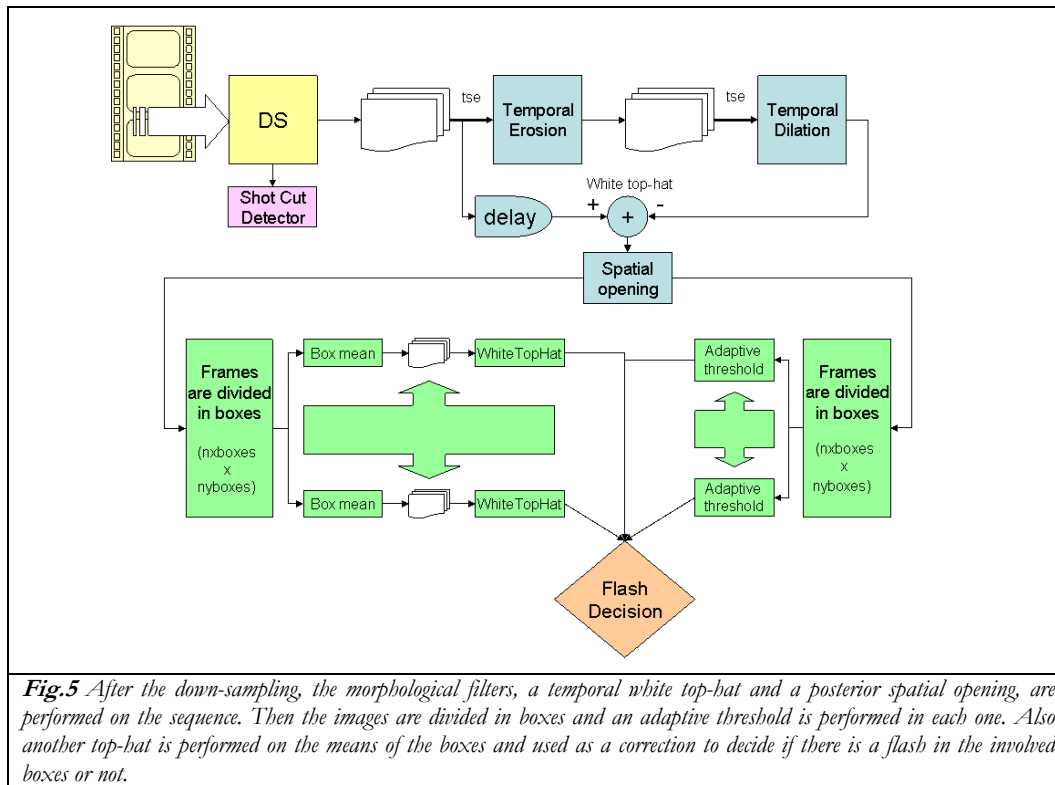 DS
tse
Temporal
Erosion
tse
Temporal
Dilation
Shot Cut
Detector
White top-hat
delay
+
+
-
Spatial
opening
Frames
are divided
in boxes
(nxboxes
x
nyboxes)
Box mean
WhiteTopHat
Adaptive
threshold
Box mean
WhiteTopHat
Adaptive
threshold
Frames
are divided
in boxes
(nxboxes
x
nyboxes)
Flash
Decision
Fig.5 After the down-sampling, the morphological filters, a temporal white top-hat and a posterior spatial opening, are
performed on the sequence. Then the images are divided in boxes and an adaptive threshold is performed in each one. Also
another top-hat is performed on the means of the boxes and used as a correction to decide if there is a flash in the involved
boxes or not.